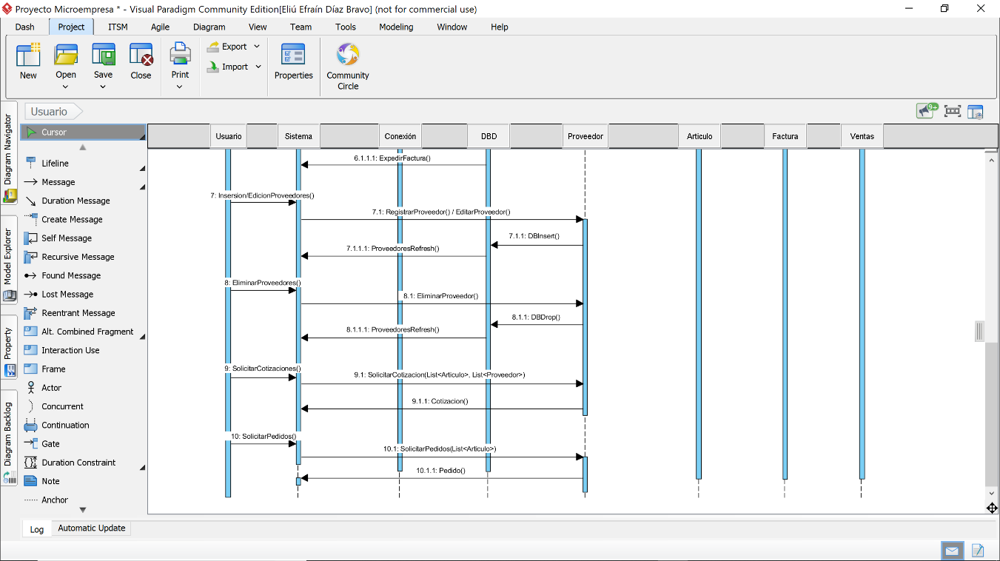 Proyecto Microempresa * - Visual Paradigm Community Edition[Eliú Efraín Díaz Bravo] (not for commercial use)
Dash Project ITSM Agile Diagram View Team Tools Modeling Window Help
New Open Save Close Print Export Import Properties Community Circle
Usuario
9+
Diagram Navigator
Model Explorer
Property
Diagram Backlog
Cursor
Lifeline
Message
Duration Message
Create Message
Self Message
Recursive Message
Found Message
Lost Message
Reentrant Message
Alt. Combined Fragment
Interaction Use
Frame
Actor
Concurrent
Continuation
Gate
Duration Constraint
Note
Anchor
Usuario Sistema Conexión DBD Proveedor Articulo Factura Ventas
6.1.1.1: ExpedirFactura()
7: Insersion/EdicionProveedores()
7.1: RegistrarProveedor() / EditarProveedor()
7.1.1: DBInsert()
7.1.1.1: ProveedoresRefresh()
8: EliminarProveedores()
8.1: EliminarProveedor()
8.1.1: DBDrop()
8.1.1.1: ProveedoresRefresh()
9: SolicitarCotizaciones()
9.1: SolicitarCotizacion(List<Articulo>, List<Proveedor>)
9.1.1: Cotizacion()
10: SolicitarPedidos()
10.1: SolicitarPedidos(List<Articulo>)
10.1.1: Pedido()
Log Automatic Update